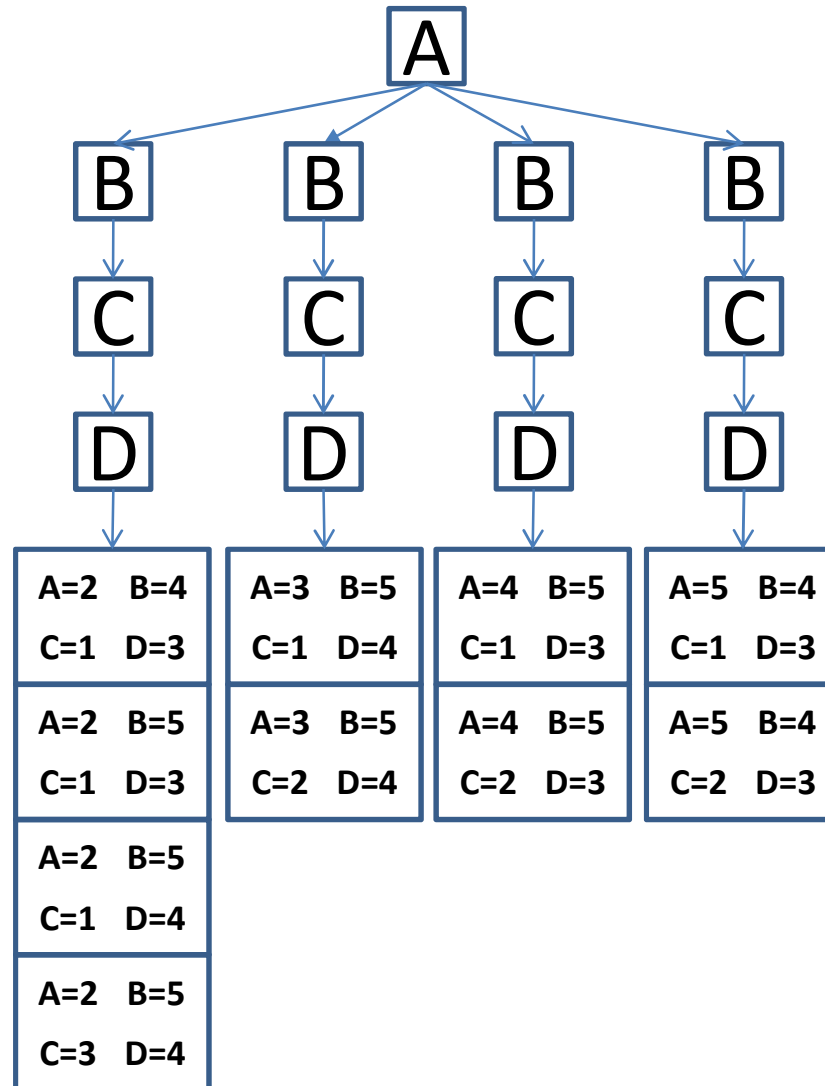 A
B B B B
C C C C
D D D D
A=2 B=4
C=1 D=3
A=2 B=5
C=1 D=3
A=2 B=5
C=1 D=4
A=2 B=5
C=3 D=4
A=3 B=5
C=1 D=4
A=3 B=5
C=2 D=4
A=4 B=5
C=1 D=3
A=4 B=5
C=2 D=3
A=5 B=4
C=1 D=3
A=5 B=4
C=2 D=3